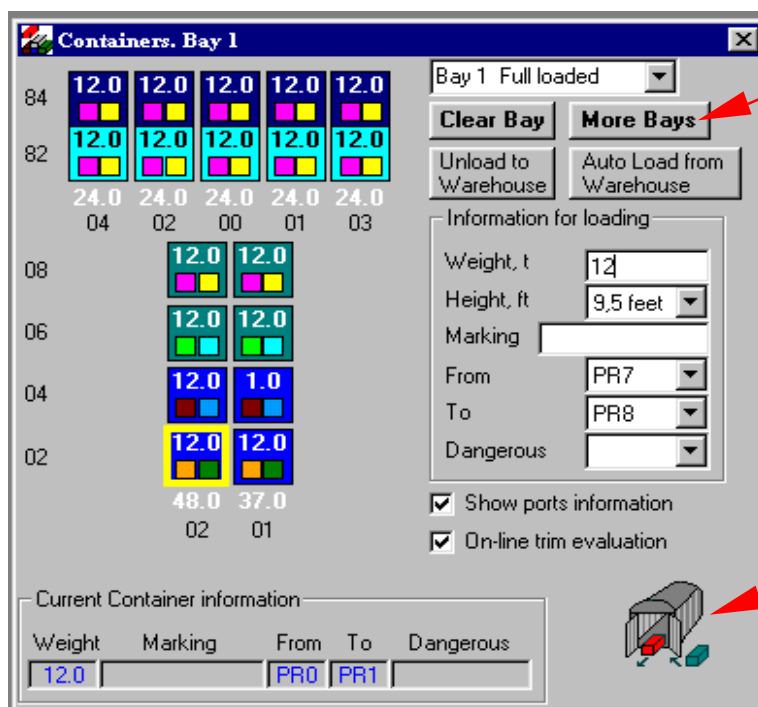 Containers. Bay 1
84 12.0 12.0 12.0 12.0 12.0
82 12.0 12.0 12.0 12.0 12.0
24.0 24.0 24.0 24.0 24.0
04 02 00 01 03
08 12.0 12.0
06 12.0 12.0
04 12.0 1.0
02 12.0 12.0
48.0 37.0
02 01
Bay 1 Full loaded
Clear Bay More Bays
Unload to Warehouse
Auto Load from Warehouse
Information for loading
Weight, t 12
Height, ft 9,5 feet
Marking
From PR7
To PR8
Dangerous
Show ports information
On-line trim evaluation
Current Container information
Weight Marking From To Dangerous
12.0 PR0 PR1